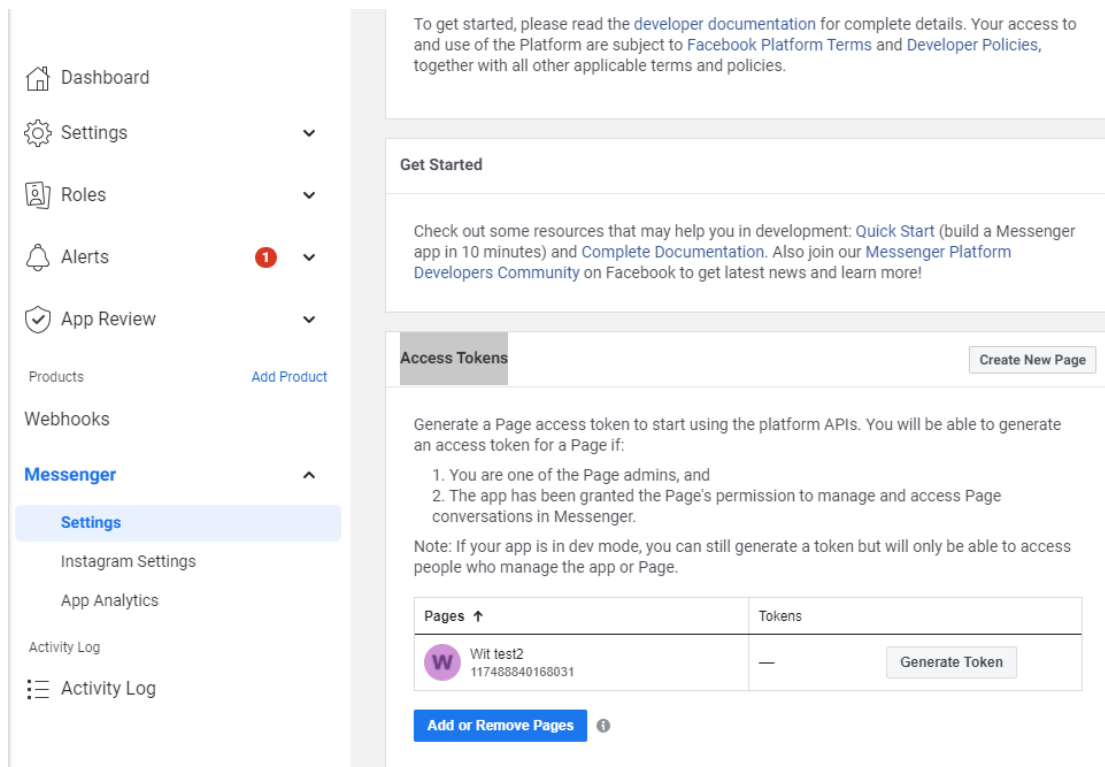 Dashboard
Settings
Roles
Alerts
1
App Review
Products
Add Product
Webhooks
Messenger
Settings
Instagram Settings
App Analytics
Activity Log
Activity Log
To get started, please read the developer documentation for complete details. Your access to
and use of the Platform are subject to Facebook Platform Terms and Developer Policies,
together with all other applicable terms and policies.
Get Started
Check out some resources that may help you in development: Quick Start (build a Messenger
app in 10 minutes) and Complete Documentation. Also join our Messenger Platform
Developers Community on Facebook to get latest news and learn more!
Access Tokens
Create New Page
Generate a Page access token to start using the platform APIs. You will be able to generate
an access token for a Page if:
1. You are one of the Page admins, and
2. The app has been granted the Page's permission to manage and access Page
conversations in Messenger.
Note: If your app is in dev mode, you can still generate a token but will only be able to access
people who manage the app or Page.
Pages ↑
Tokens
W
Wit test2
117488840168031
—
Generate Token
Add or Remove Pages